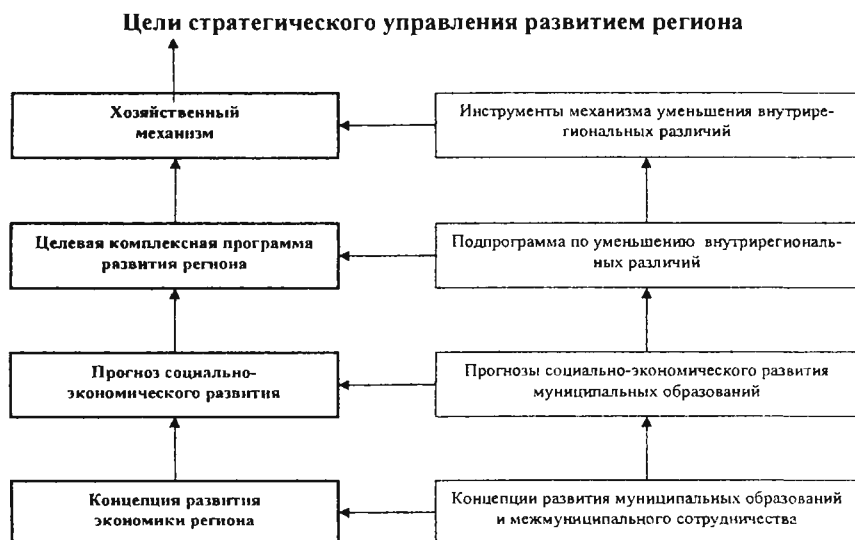 Цели стратегического управления развитием региона
Хозяйственный
механизм
Инструменты механизма уменьшения внутрирe-
гиональных различий
Целевая комплексная программа
развития региона
Подпрограмма по уменьшению внутрирегиональ-
ных различий
Прогноз социально-
экономического развития
Прогнозы социально-экономического развития
муниципальных образований
Концепция развития
экономики региона
Концепции развития муниципальных образований
и межмуниципального сотрудничества